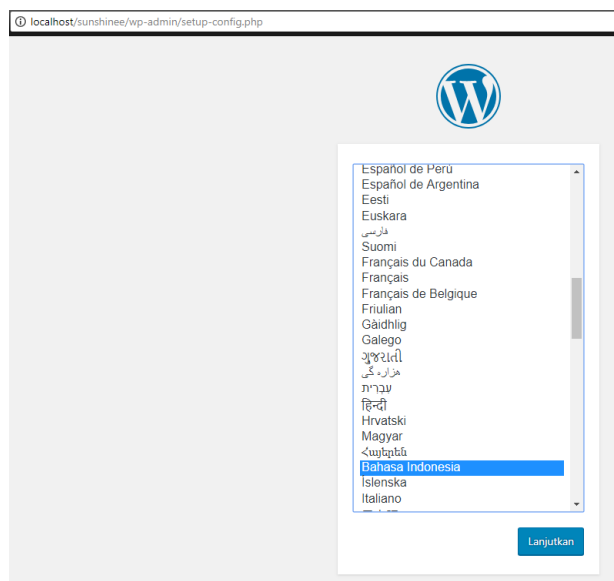 localhost/sunshinee/wp-admin/setup-config.php
Español de Perú
Español de Argentina
Eesti
Euskara
فارسی
Suomi
Français du Canada
Français
Français de Belgique
Friulian
Gàidhlig
Galego
ગુજરાતી
هزاره گی
עִבְרִית
हिन्दी
Hrvatski
Magyar
Հայերեն
Bahasa Indonesia
Íslenska
Italiano
Lanjutkan